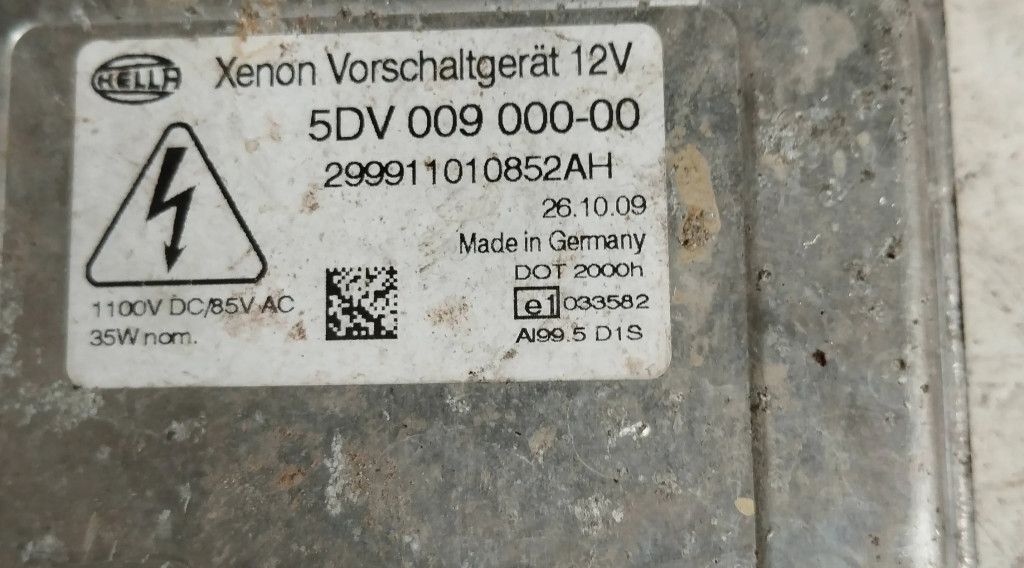 HELLA
Xenon Vorschaltgerät 12V
5DV 009 000-00
299911010852AH
26.10.09
Made in Germany
DOT 2000h
e1 033582
Al99.5 D1S
1100V DC/85V AC
35W nom.